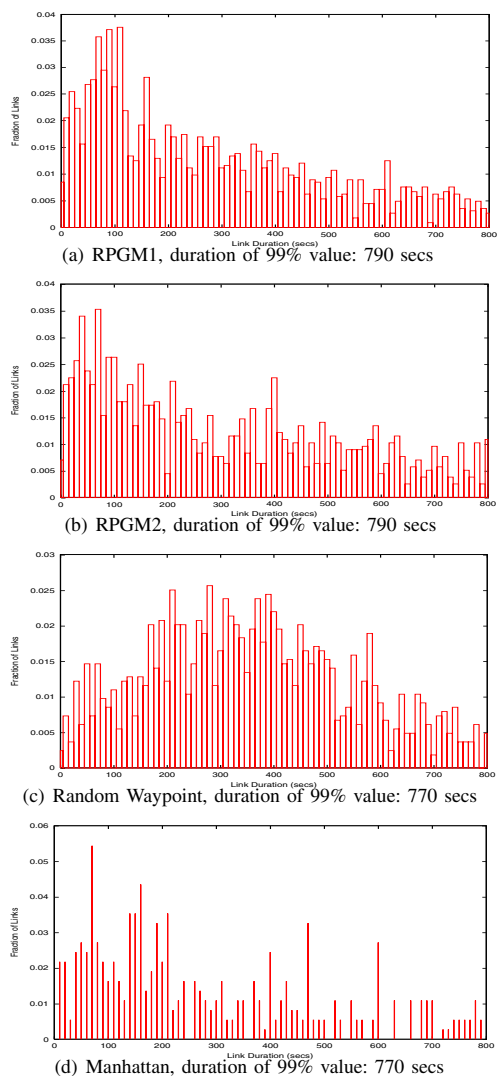 0.04
0.035
0.03
0.025
0.02
0.015
0.01
0.005
0
Fraction of Links
0 100 200 300 400 500 600 700 800
Link Duration (secs)
(a) RPGM1, duration of 99% value: 790 secs
0.04
0.035
0.03
0.025
0.02
0.015
0.01
0.005
0
Fraction of Links
0 100 200 300 400 500 600 700 800
Link Duration (secs)
(b) RPGM2, duration of 99% value: 790 secs
0.03
0.025
0.02
0.015
0.01
0.005
0
Fraction of Links
0 100 200 300 400 500 600 700 800
Link Duration (secs)
(c) Random Waypoint, duration of 99% value: 770 secs
0.06
0.05
0.04
0.03
0.02
0.01
0
Fraction of Links
0 100 200 300 400 500 600 700 800
Link Duration (secs)
(d) Manhattan, duration of 99% value: 770 secs